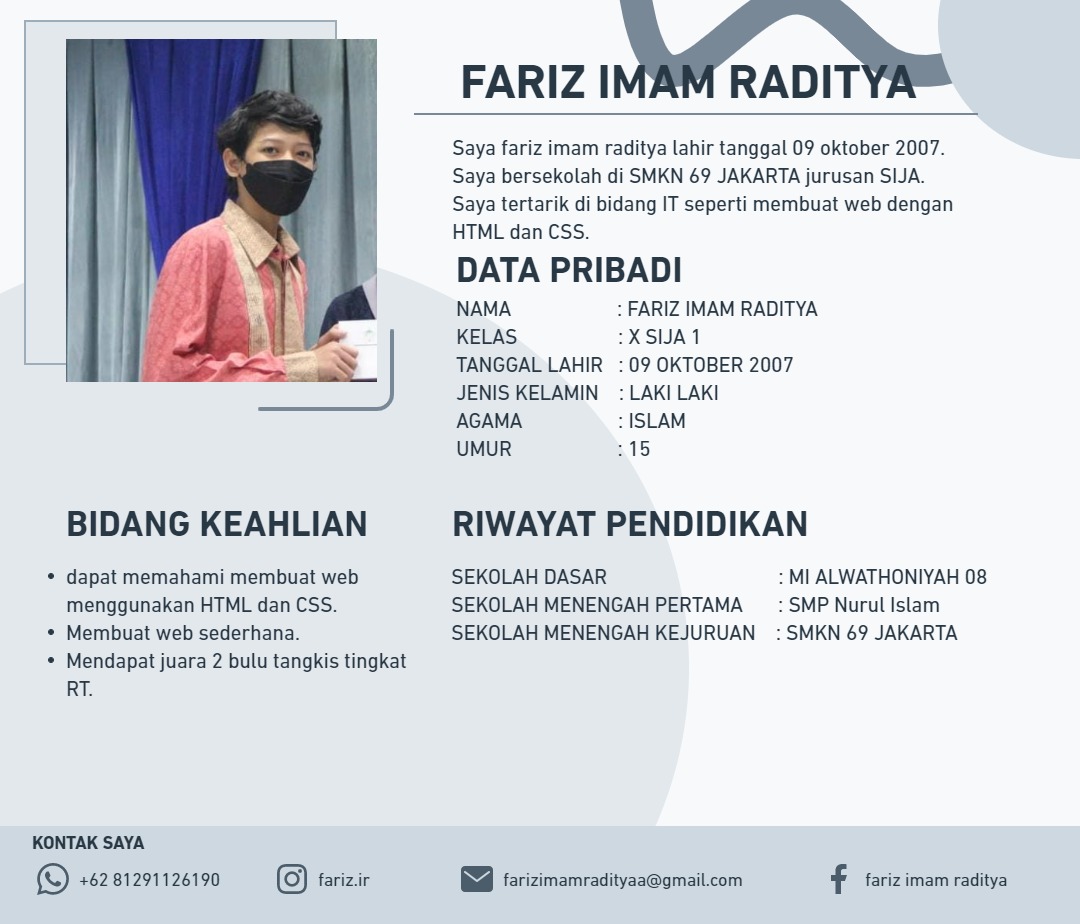 FARIZ IMAM RADITYA
Saya fariz imam raditya lahir tanggal 09 oktober 2007.
Saya bersekolah di SMKN 69 JAKARTA jurusan SIJA.
Saya tertarik di bidang IT seperti membuat web dengan
HTML dan CSS.
DATA PRIBADI
NAMA : FARIZ IMAM RADITYA
KELAS : X SIJA 1
TANGGAL LAHIR : 09 OKTOBER 2007
JENIS KELAMIN : LAKI LAKI
AGAMA : ISLAM
UMUR : 15
BIDANG KEAHLIAN
• dapat memahami membuat web
menggunakan HTML dan CSS.
• Membuat web sederhana.
• Mendapat juara 2 bulu tangkis tingkat
RT.
RIWAYAT PENDIDIKAN
SEKOLAH DASAR : MI ALWATHONIYAH 08
SEKOLAH MENENGAH PERTAMA : SMP Nurul Islam
SEKOLAH MENENGAH KEJURUAN : SMKN 69 JAKARTA
KONTAK SAYA
+62 81291126190 fariz.ir farizimamradityaa@gmail.com fariz imam raditya